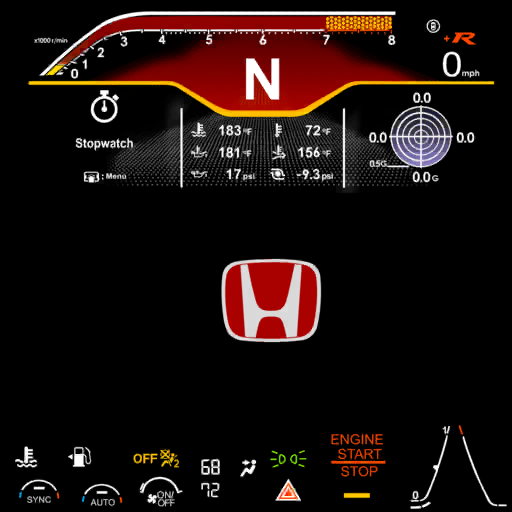 x1000 r/min
0 1 2 3 4 5 6 7 8
+R
N
0 mph
Stopwatch
: Menu
183 °F 72 °F
181 °F 156 °F
17 psi -9.3 psi
0.0
0.0 0.0
0.5G
0.0 G
ENGINE
START
STOP
OFF 2
68
72
SYNC
AUTO
ON/
OFF
1/
0